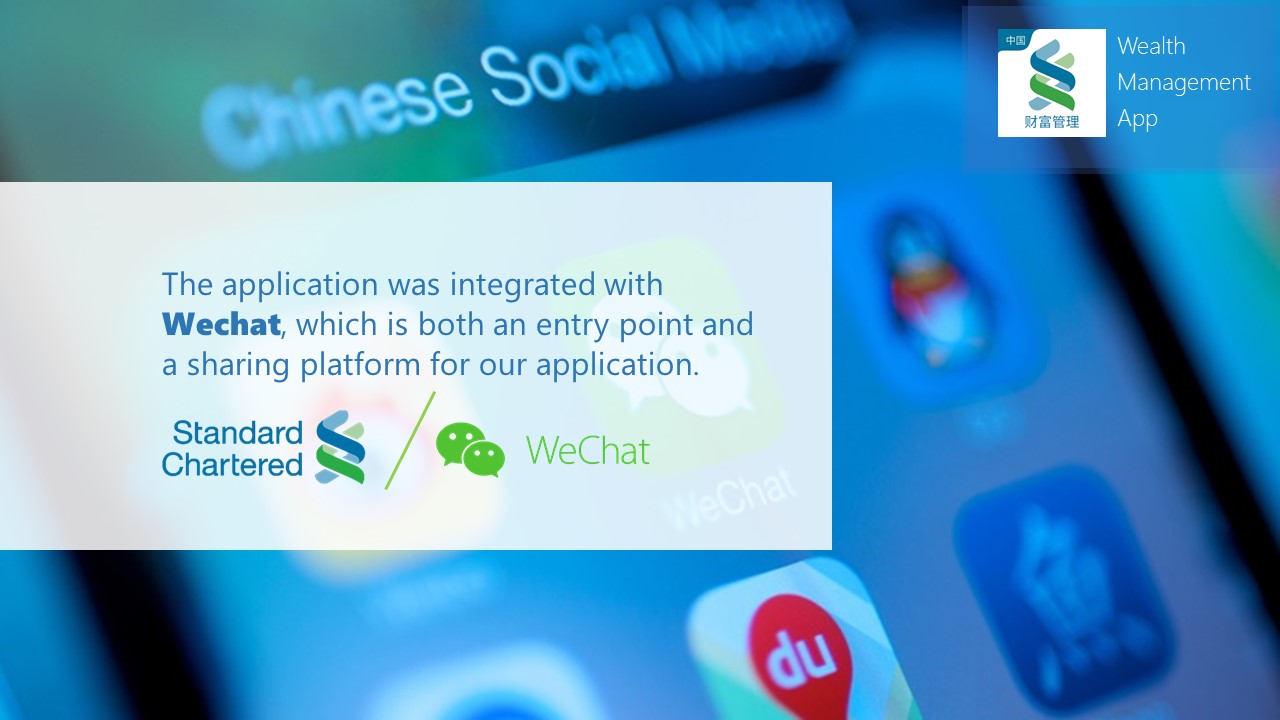 Chinese Social Media
中国
财富管理
Wealth
Management
App
The application was integrated with
Wechat, which is both an entry point and
a sharing platform for our application.
Standard
Chartered
WeChat
WeChat
du